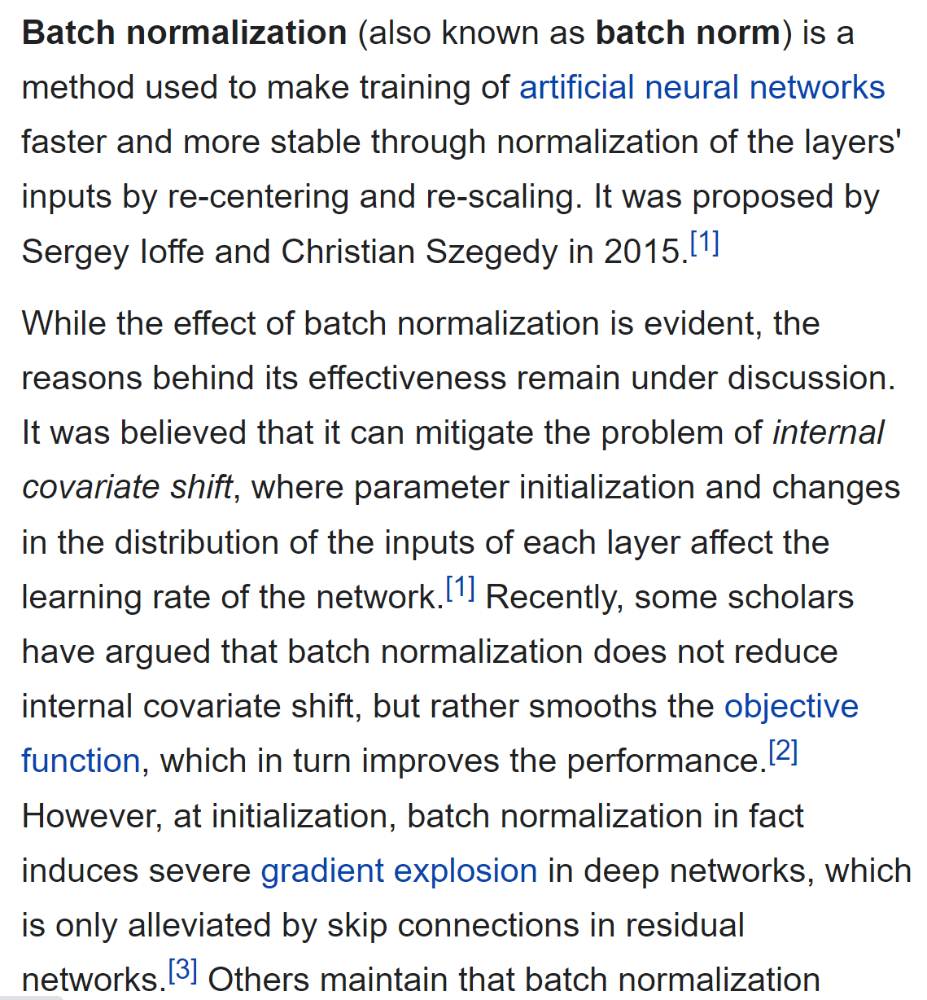 Batch normalization (also known as batch norm) is a
method used to make training of artificial neural networks
faster and more stable through normalization of the layers'
inputs by re-centering and re-scaling. It was proposed by
Sergey Ioffe and Christian Szegedy in 2015.[1]
While the effect of batch normalization is evident, the
reasons behind its effectiveness remain under discussion.
It was believed that it can mitigate the problem of internal
covariate shift, where parameter initialization and changes
in the distribution of the inputs of each layer affect the
learning rate of the network.[1] Recently, some scholars
have argued that batch normalization does not reduce
internal covariate shift, but rather smooths the objective
function, which in turn improves the performance.[2]
However, at initialization, batch normalization in fact
induces severe gradient explosion in deep networks, which
is only alleviated by skip connections in residual
networks.[3] Others maintain that batch normalization